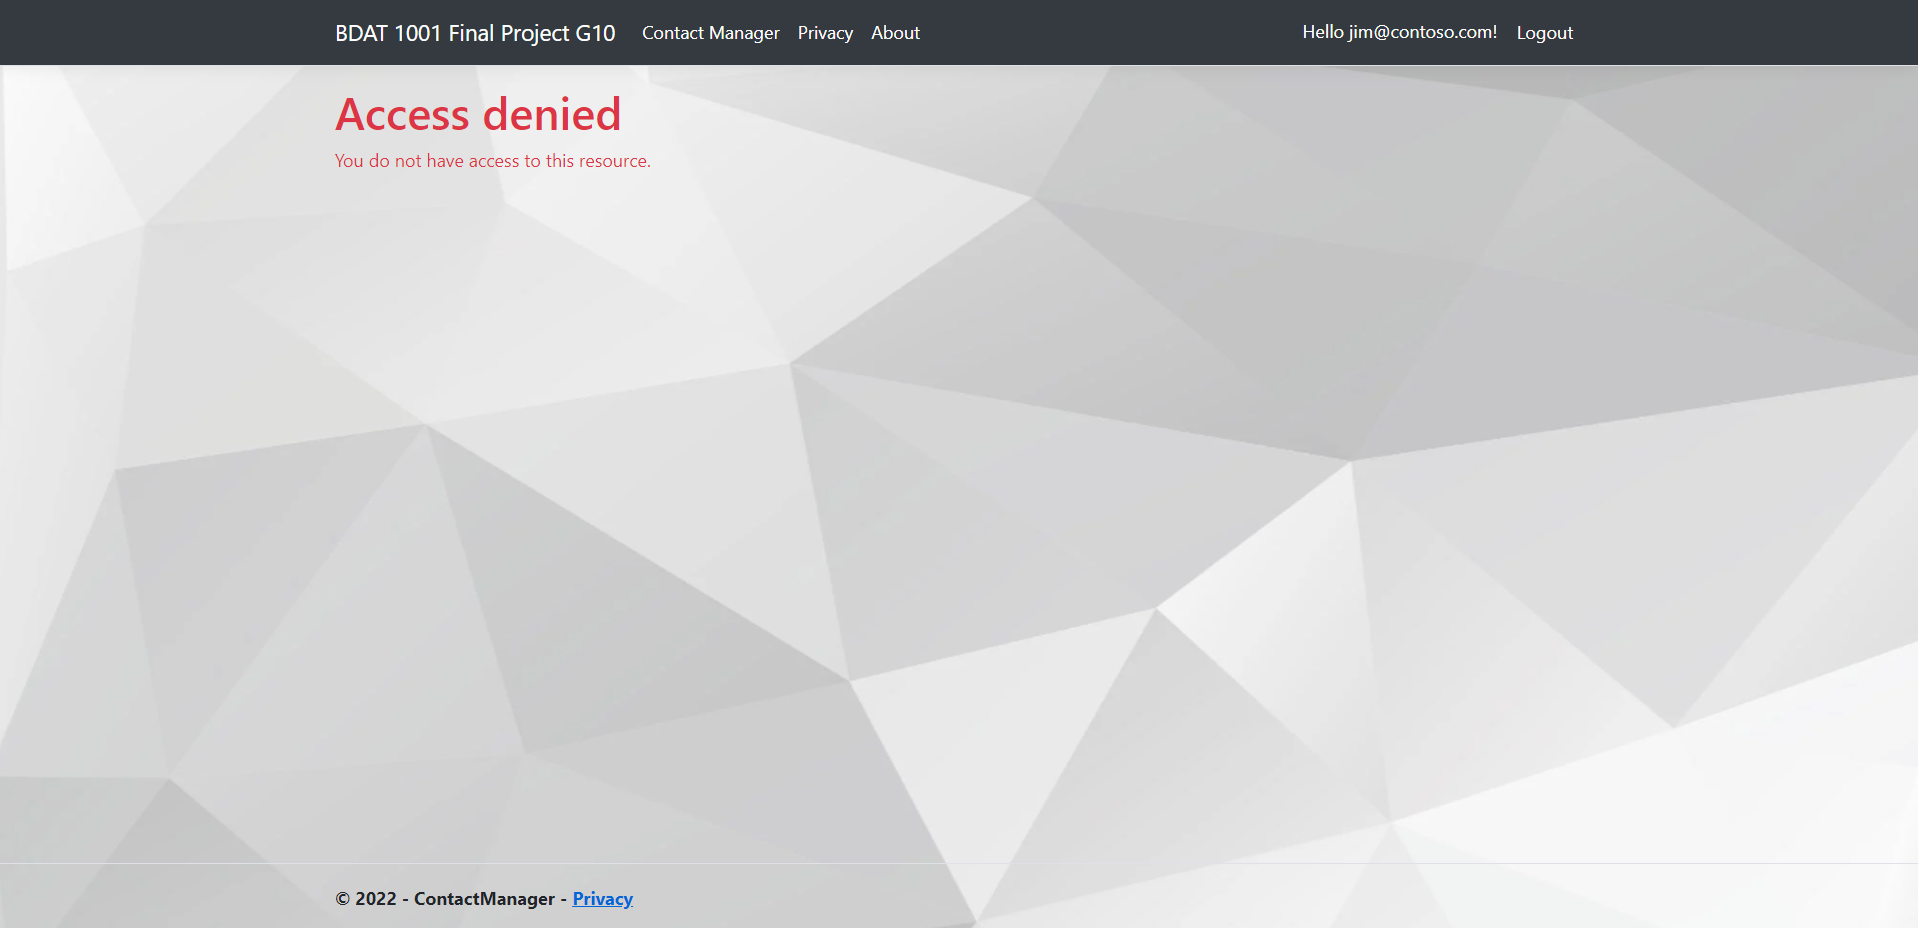 BDAT 1001 Final Project G10 Contact Manager Privacy About Hello jim@contoso.com! Logout
Access denied
You do not have access to this resource.
© 2022 - ContactManager - Privacy